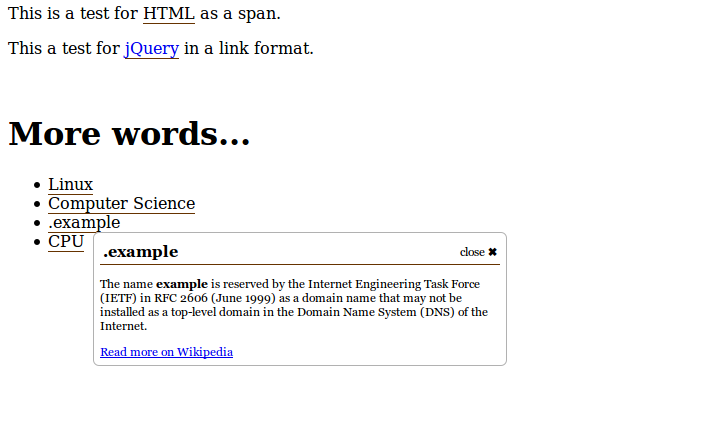 This is a test for HTML as a span.
This a test for jQuery in a link format.
More words...
Linux
Computer Science
.example
CPU
.example close ✖
The name example is reserved by the Internet Engineering Task Force
(IETF) in RFC 2606 (June 1999) as a domain name that may not be
installed as a top-level domain in the Domain Name System (DNS) of the
Internet.
Read more on Wikipedia